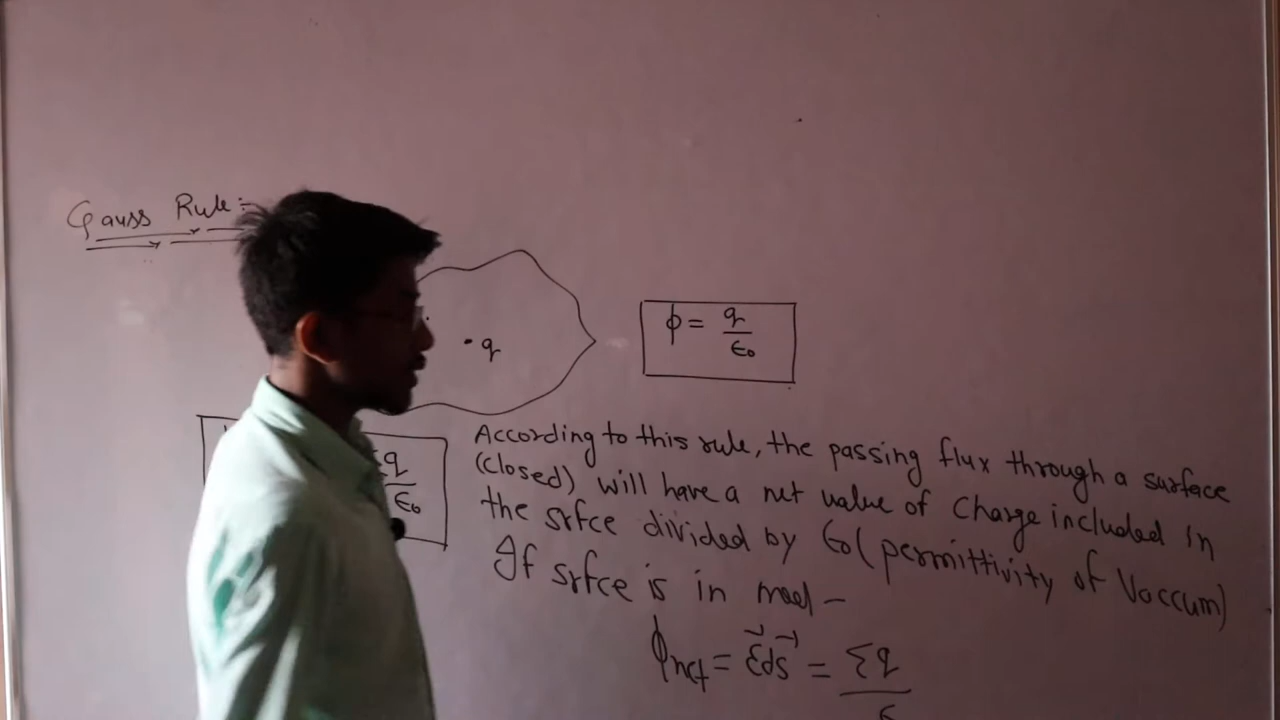 Gauss Rule:-
• q
ϕ = q/ϵ₀
q/ϵ₀
According to this rule, the passing flux through a surface
(closed) will have a net value of charge included in
the srfce divided by ϵ₀ (permittivity of Vaccum)
If srfce is in med –
ϕnet = ℇ⃗ds⃗ = Σq